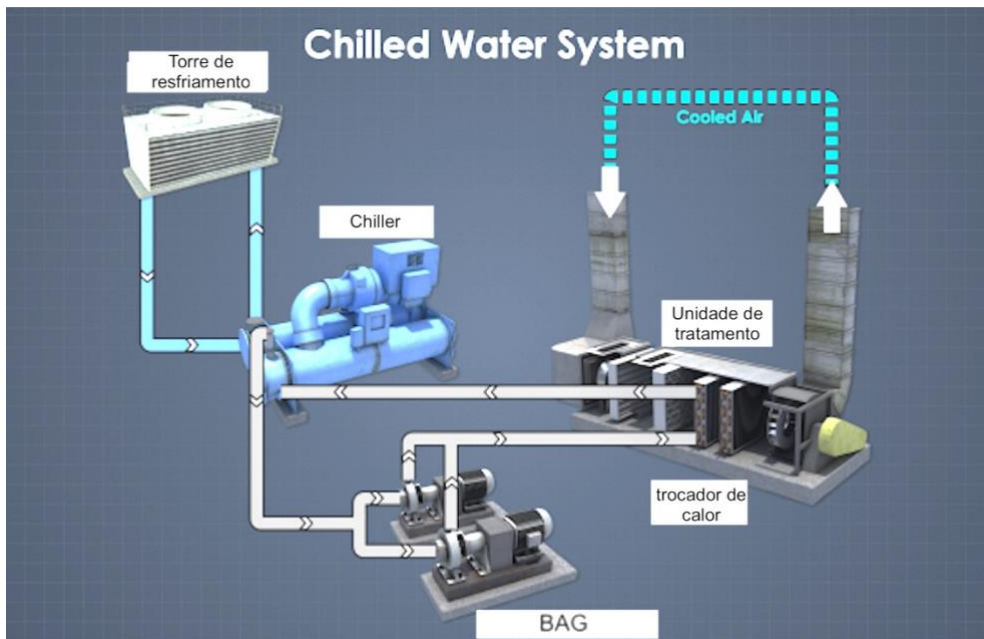 Chilled Water System
Torre de
resfriamento
Cooled Air
Chiller
Unidade de
tratamento
trocador de
calor
BAG